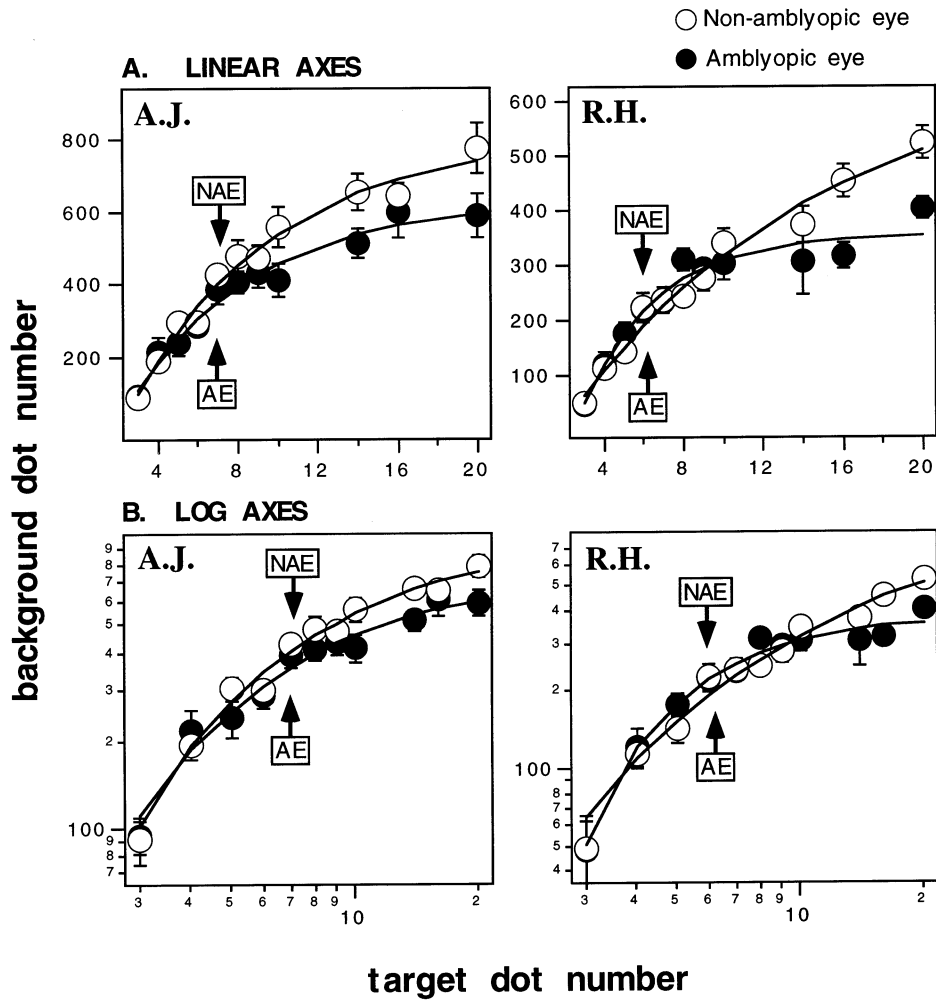 Non-amblyopic eye
Amblyopic eye
A. LINEAR AXES
A.J.
800
600
400
200
NAE
AE
4 8 12 16 20
R.H.
600
500
400
300
200
100
NAE
AE
4 8 12 16 20
background dot number
B. LOG AXES
A.J.
9
8
7
6
5
4
3
2
100
9
8
7
NAE
AE
3 4 5 6 7 8 9 2
10
R.H.
7
6
5
4
3
2
100
8
7
6
5
4
NAE
AE
3 4 5 6 7 8 9 2
10
target dot number